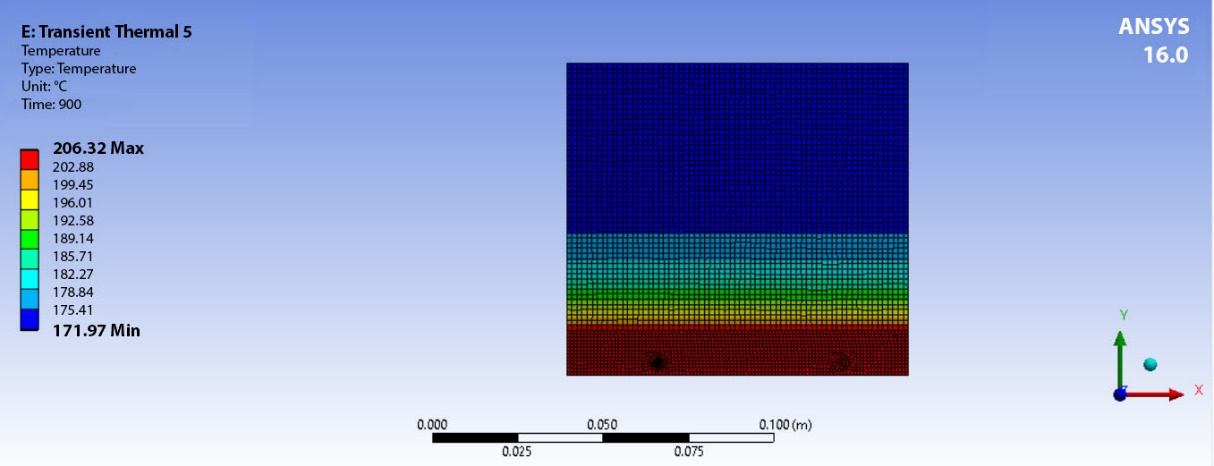 E: Transient Thermal 5
Temperature
Type: Temperature
Unit: °C
Time: 900
206.32 Max
202.88
199.45
196.01
192.58
189.14
185.71
182.27
178.84
175.41
171.97 Min
ANSYS
16.0
0.000 0.050 0.100 (m)
0.025 0.075
Y
X
Z